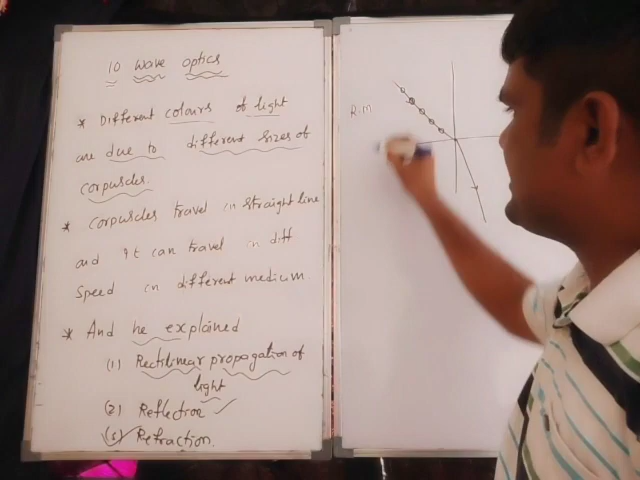 10 wave optics
* Different colours of light
are due to different sizes of
corpuscles.
* corpuscles travel in straight line
and it can travel in diff
speed in different medium
* And he explained
(1) Rectilinear propagation of
light
(2) Reflection
(3) Refraction.
R.m